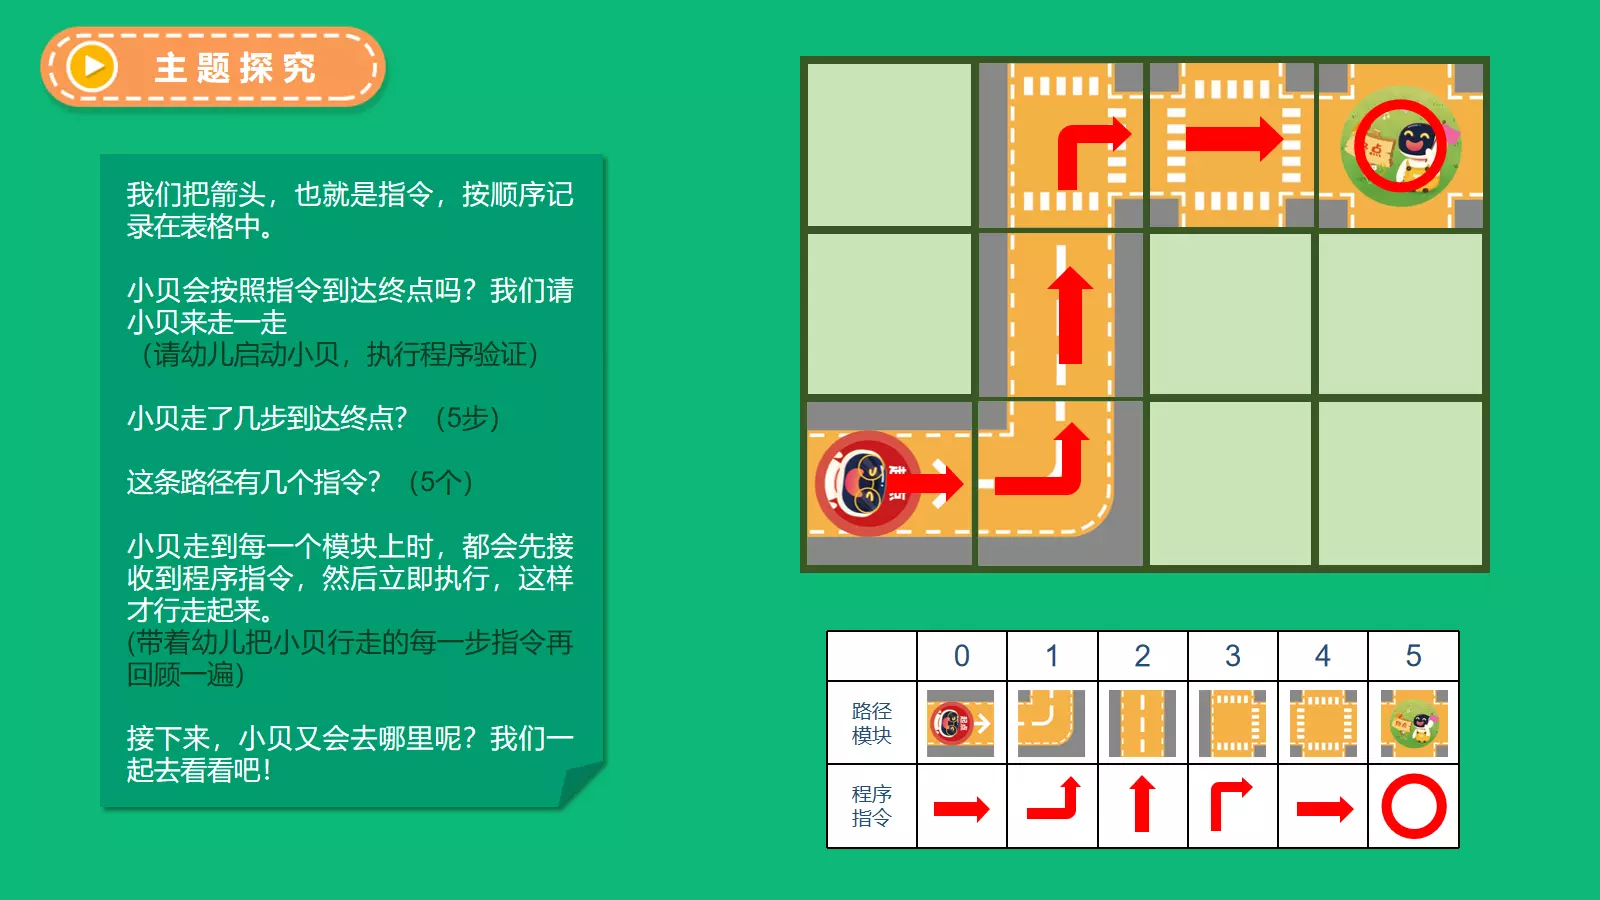 主题探究
我们把箭头，也就是指令，按顺序记
录在表格中。
小贝会按照指令到达终点吗？我们请
小贝来走一走
（请幼儿启动小贝，执行程序验证）
小贝走了几步到达终点？（5步）
这条路径有几个指令？（5个）
小贝走到每一个模块上时，都会先接
收到程序指令，然后立即执行，这样
才行走起来。
(带着幼儿把小贝行走的每一步指令再
回顾一遍)
接下来，小贝又会去哪里呢？我们一
起去看看吧！
终点
起点
0 1 2 3 4 5
路径
模块
起点
终点
程序
指令